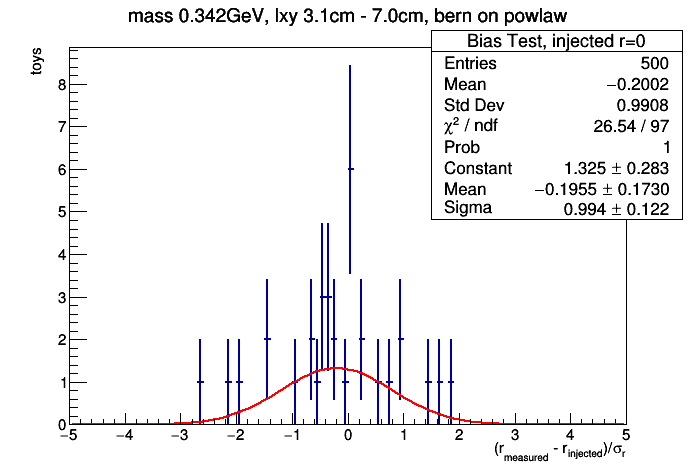 mass 0.342GeV, lxy 3.1cm - 7.0cm, bern on powlaw
Bias Test, injected r=0
Entries 500
Mean −0.2002
Std Dev 0.9908
χ² / ndf 26.54 / 97
Prob 1
Constant 1.325 ± 0.283
Mean −0.1955 ± 0.1730
Sigma 0.994 ± 0.122
toys
8
7
6
5
4
3
2
1
0
−5 −4 −3 −2 −1 0 1 2 3 4 5
(r_measured - r_injected)/σ_r